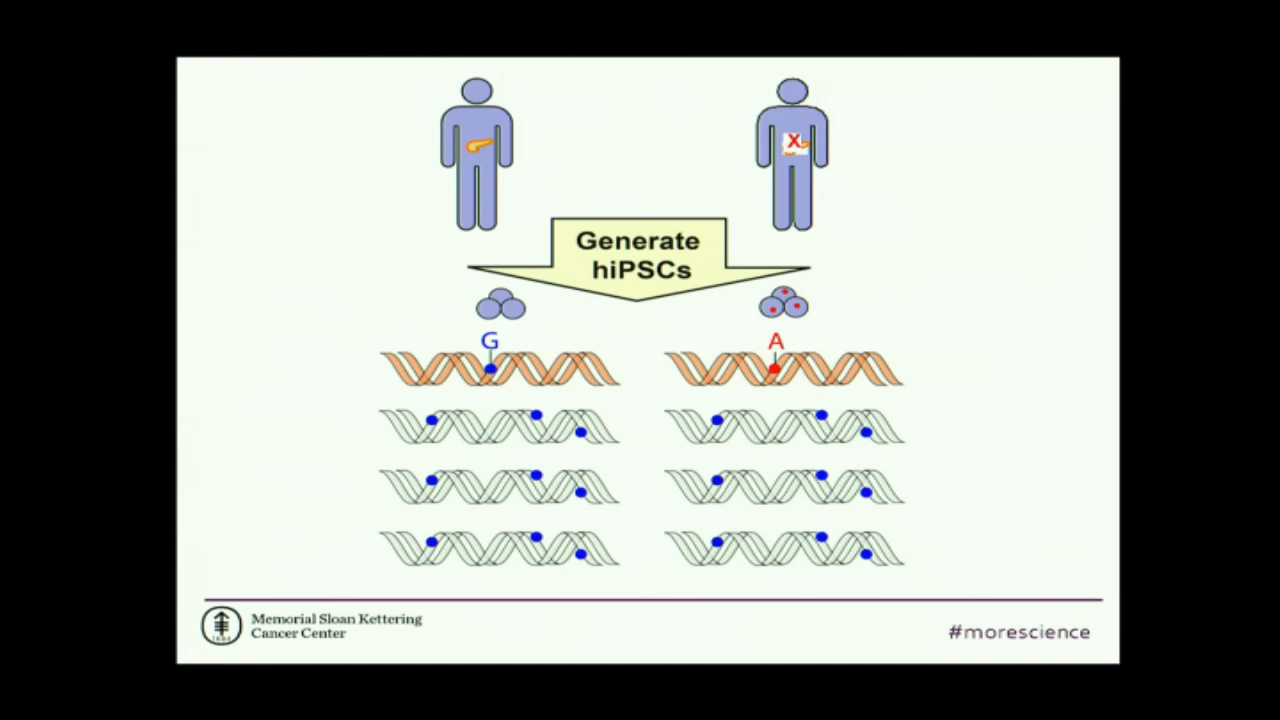 X
Generate
hiPSCs
G
A
Memorial Sloan Kettering
Cancer Center
#morescience